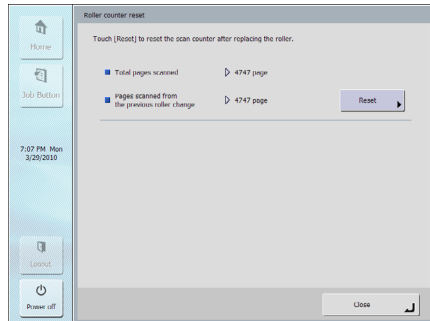 Roller counter reset
Home
Touch [Reset] to reset the scan counter after replacing the roller.
Total pages scanned 4747 page
Job Button
Pages scanned from
the previous roller change 4747 page
Reset
7:07 PM Mon
3/29/2010
Logout
Power off
Close